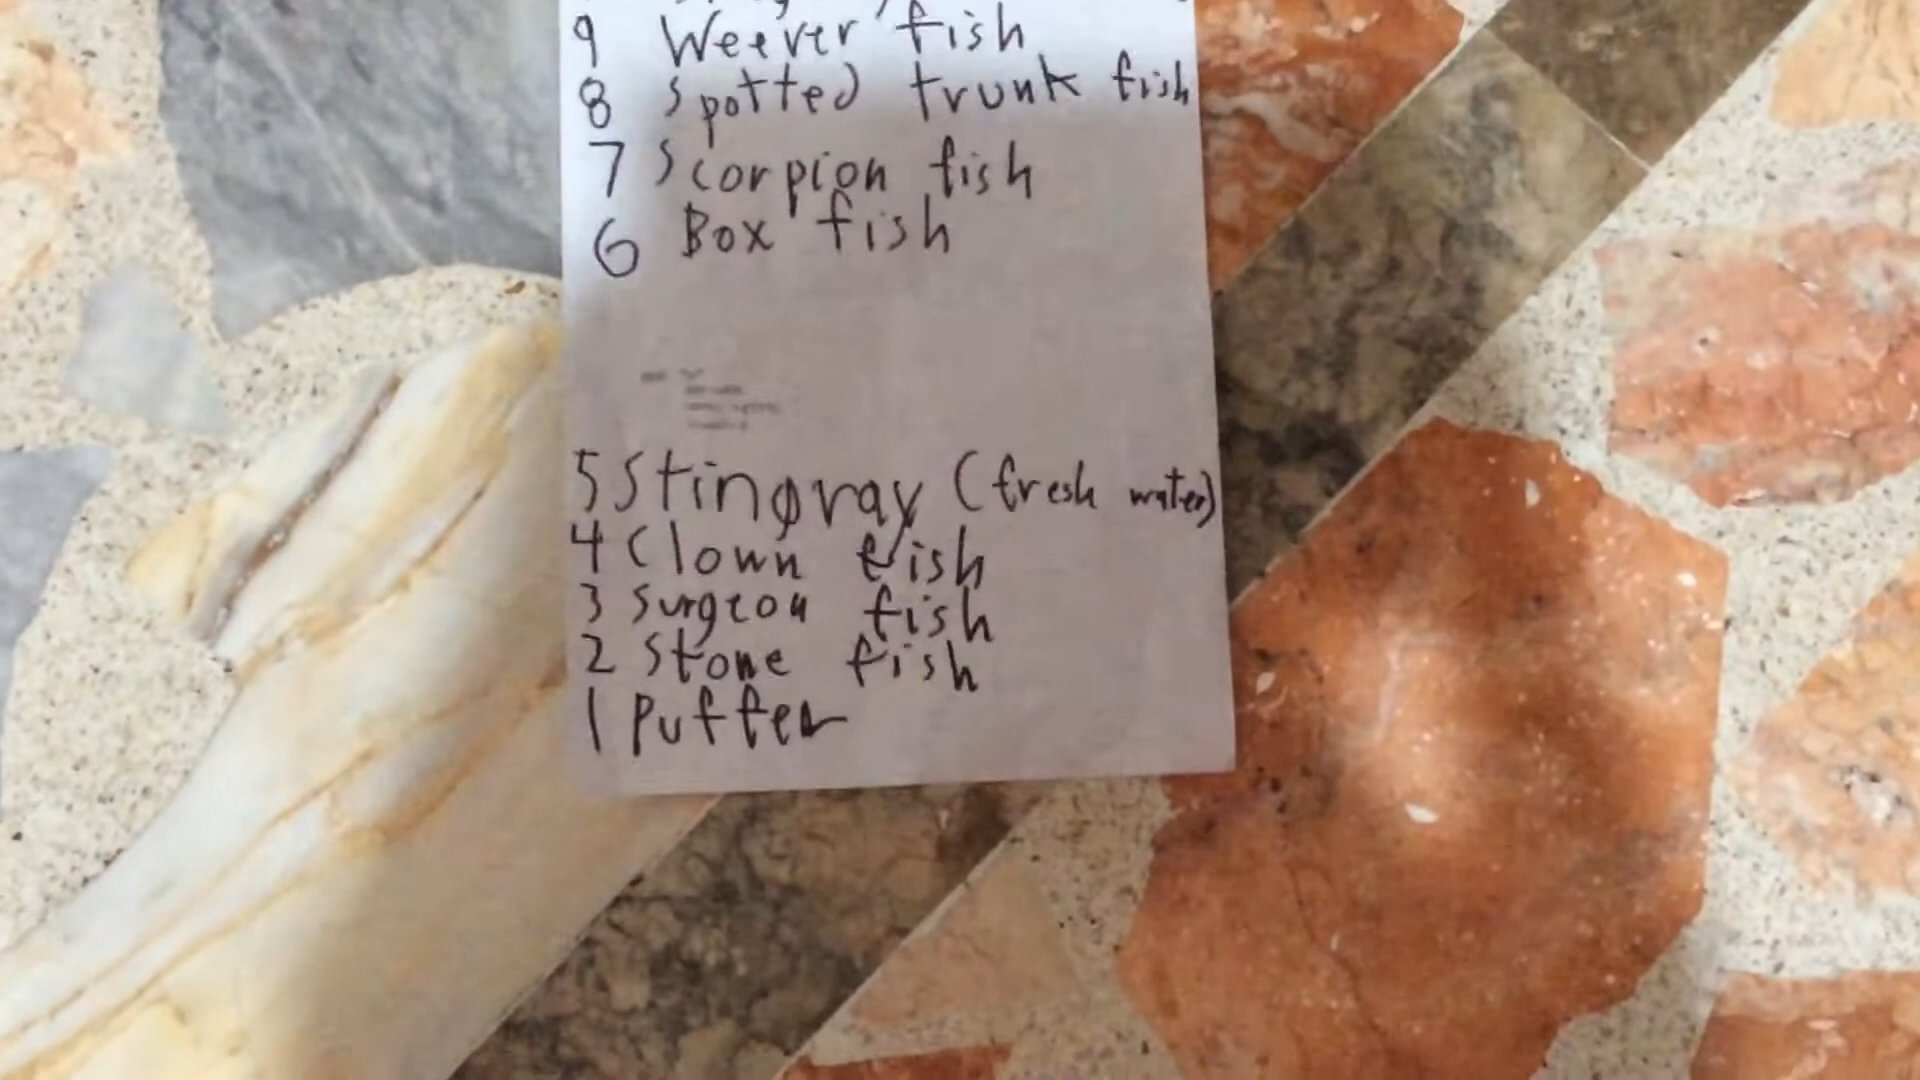 9 Weever fish
8 Spotted trunk fish
7 Scorpion fish
6 Box fish
5 Stingray (fresh water)
4 Clown fish
3 Surgeon fish
2 Stone fish
1 Puffer